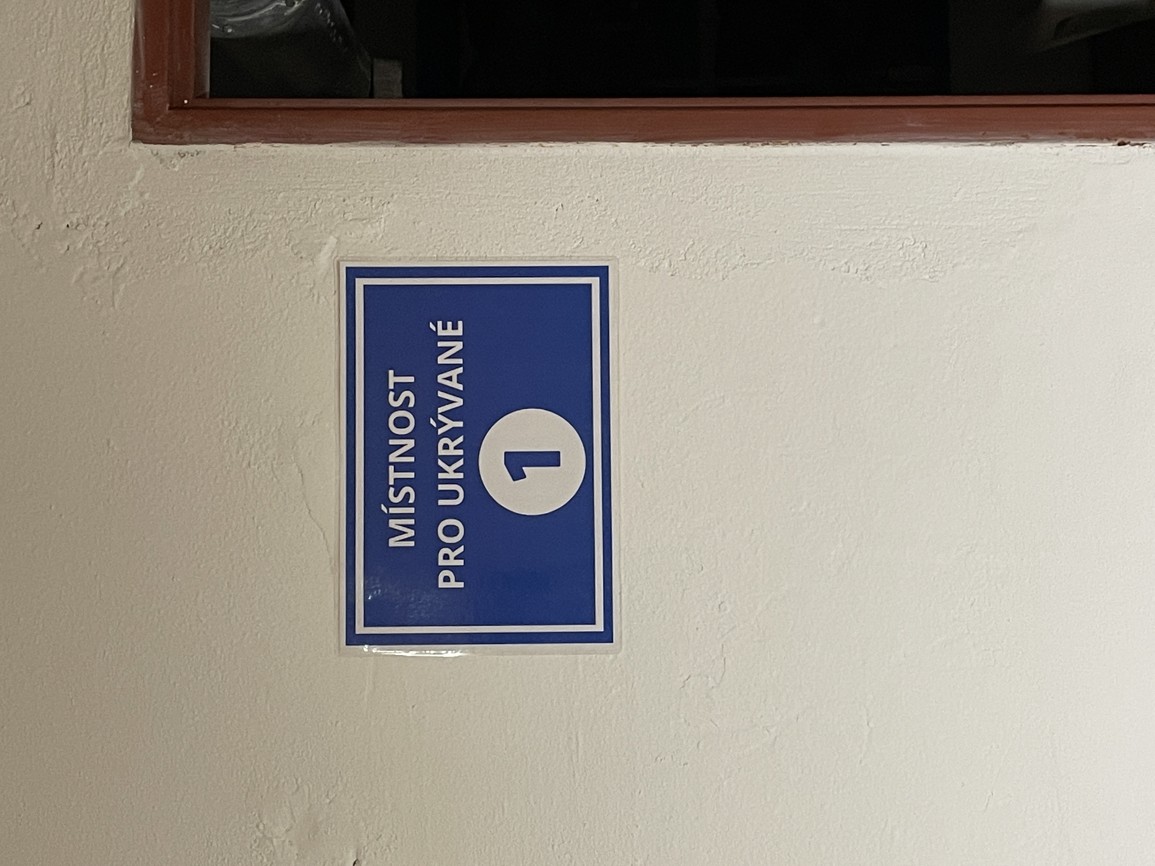 MÍSTNOST
PRO UKRÝVANÉ
1